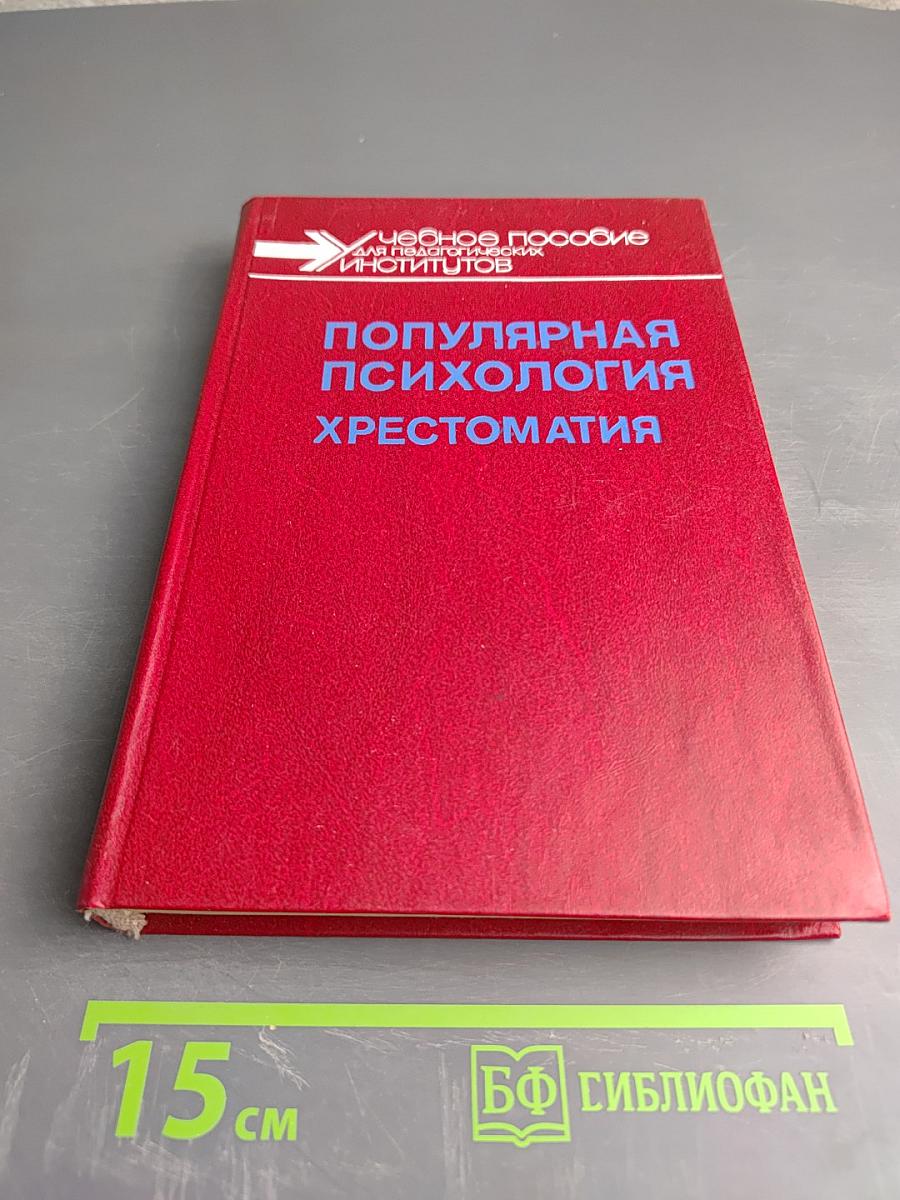 Учебное пособие
для педагогических
институтов
ПОПУЛЯРНАЯ
ПСИХОЛОГИЯ
ХРЕСТОМАТИЯ
15 см
БФ БИБЛИОФАН